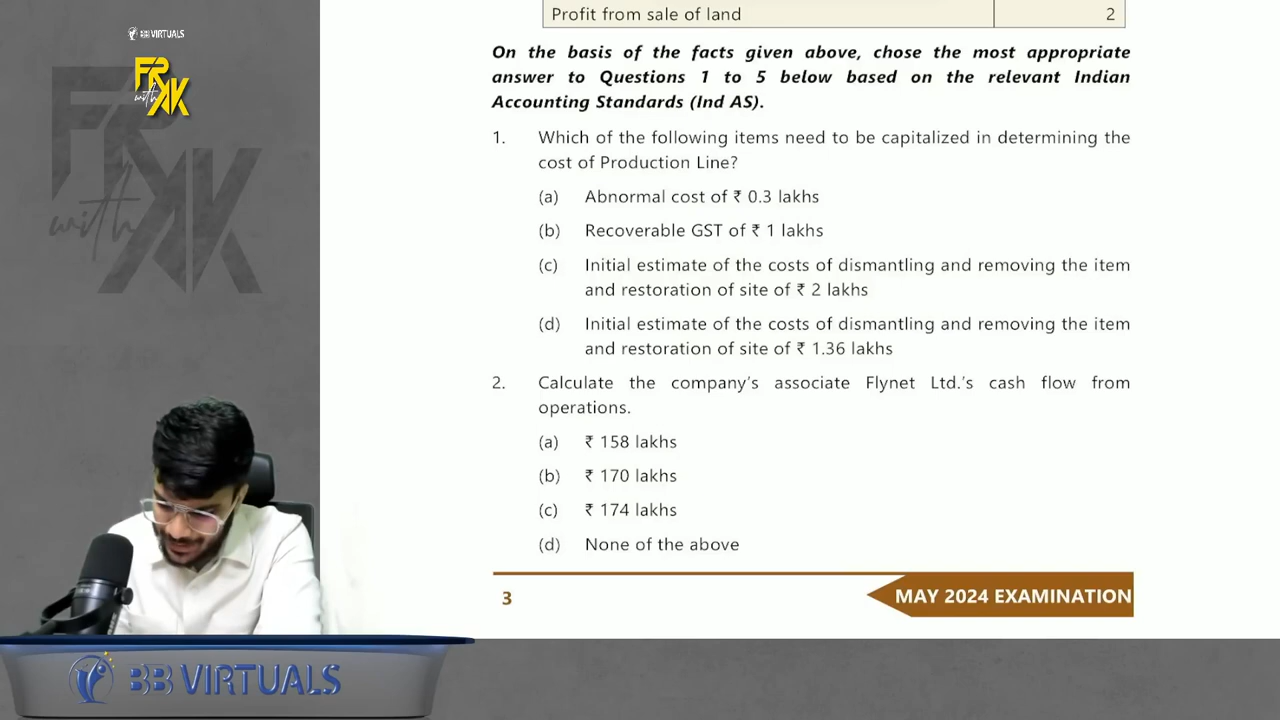 BB VIRTUALS
FR
with
AK
FR
with
AK
Profit from sale of land 2
On the basis of the facts given above, chose the most appropriate
answer to Questions 1 to 5 below based on the relevant Indian
Accounting Standards (Ind AS).
1. Which of the following items need to be capitalized in determining the
cost of Production Line?
(a) Abnormal cost of ₹ 0.3 lakhs
(b) Recoverable GST of ₹ 1 lakhs
(c) Initial estimate of the costs of dismantling and removing the item
and restoration of site of ₹ 2 lakhs
(d) Initial estimate of the costs of dismantling and removing the item
and restoration of site of ₹ 1.36 lakhs
2. Calculate the company's associate Flynet Ltd.'s cash flow from
operations.
(a) ₹ 158 lakhs
(b) ₹ 170 lakhs
(c) ₹ 174 lakhs
(d) None of the above
3
MAY 2024 EXAMINATION
BB VIRTUALS